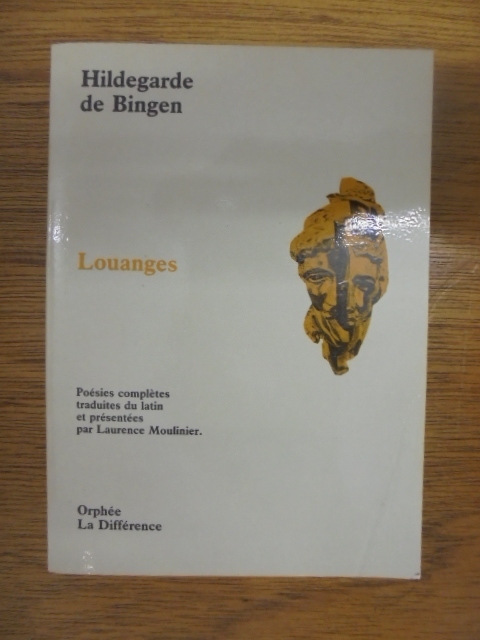 Hildegarde
de Bingen
Louanges
Poésies complètes
traduites du latin
et présentées
par Laurence Moulinier.
Orphée
La Différence